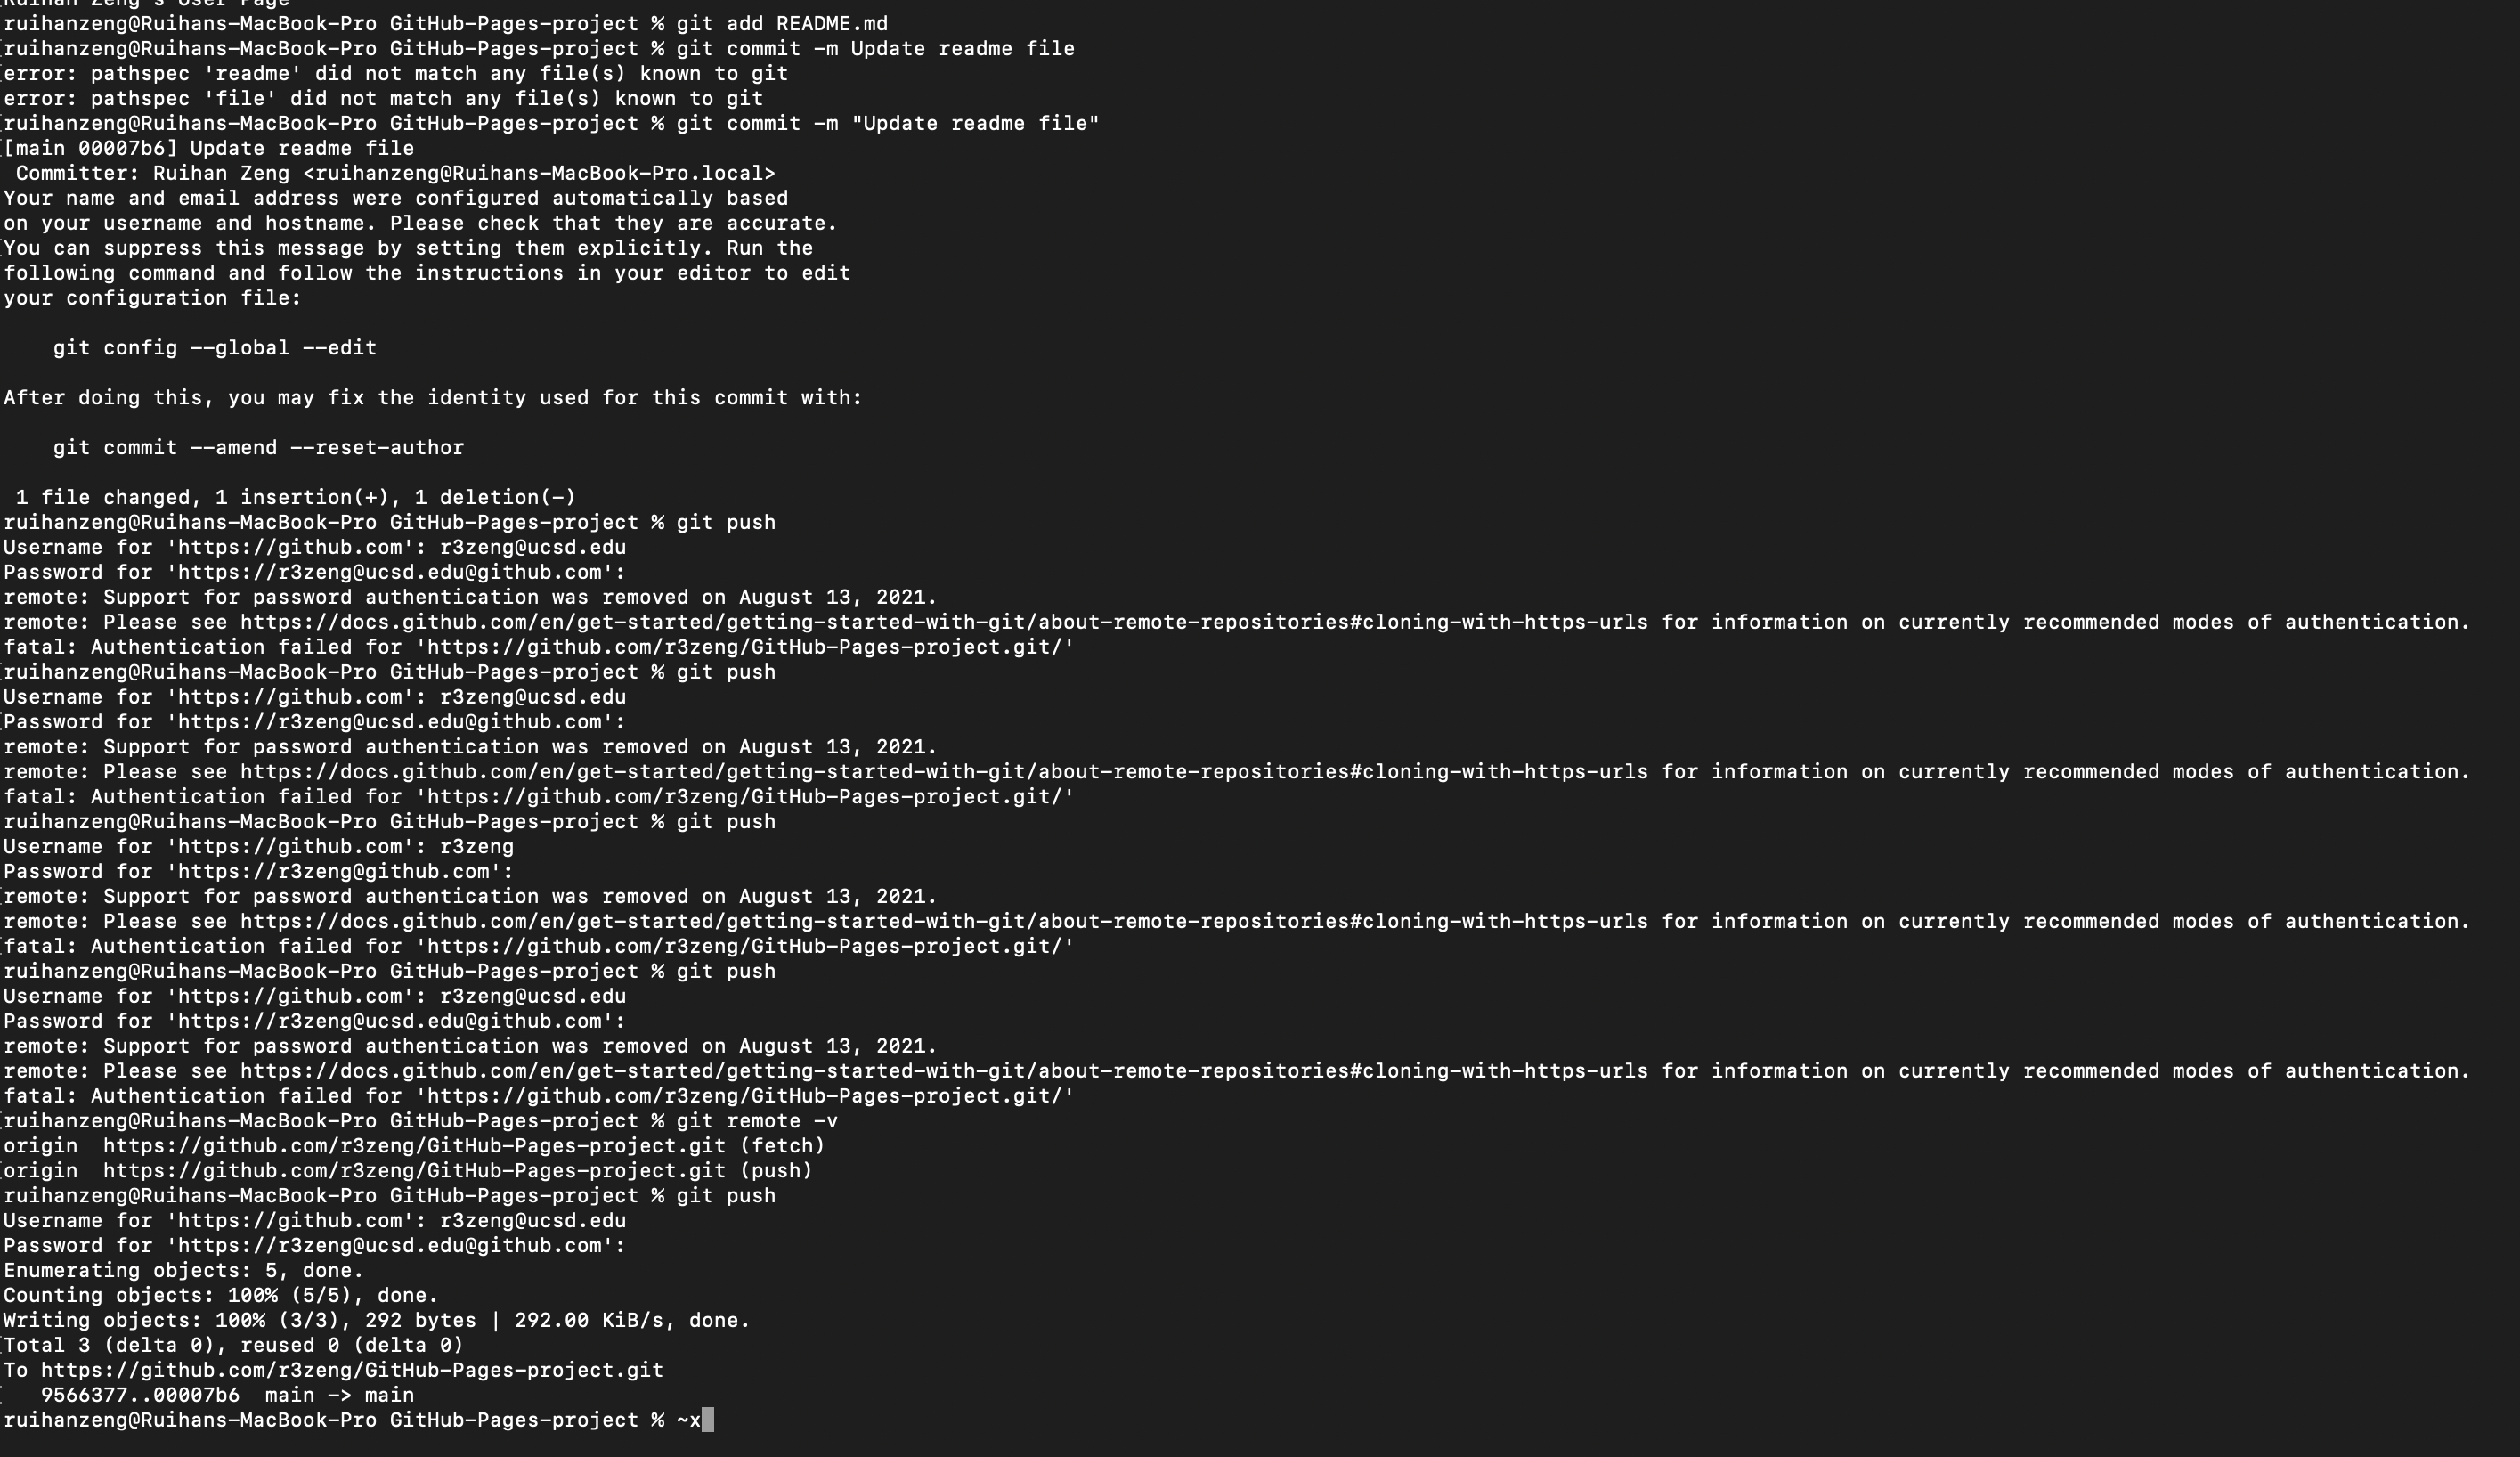 Ruihan Zeng's User Page
ruihanzeng@Ruihans-MacBook-Pro GitHub-Pages-project % git add README.md
[ruihanzeng@Ruihans-MacBook-Pro GitHub-Pages-project % git commit -m Update readme file
error: pathspec 'readme' did not match any file(s) known to git
error: pathspec 'file' did not match any file(s) known to git
[ruihanzeng@Ruihans-MacBook-Pro GitHub-Pages-project % git commit -m "Update readme file"
[main 00007b6] Update readme file
 Committer: Ruihan Zeng <ruihanzeng@Ruihans-MacBook-Pro.local>
Your name and email address were configured automatically based
on your username and hostname. Please check that they are accurate.
You can suppress this message by setting them explicitly. Run the
following command and follow the instructions in your editor to edit
your configuration file:

    git config --global --edit

After doing this, you may fix the identity used for this commit with:

    git commit --amend --reset-author

 1 file changed, 1 insertion(+), 1 deletion(-)
ruihanzeng@Ruihans-MacBook-Pro GitHub-Pages-project % git push
Username for 'https://github.com': r3zeng@ucsd.edu
Password for 'https://r3zeng@ucsd.edu@github.com':
remote: Support for password authentication was removed on August 13, 2021.
remote: Please see https://docs.github.com/en/get-started/getting-started-with-git/about-remote-repositories#cloning-with-https-urls for information on currently recommended modes of authentication.
fatal: Authentication failed for 'https://github.com/r3zeng/GitHub-Pages-project.git/'
[ruihanzeng@Ruihans-MacBook-Pro GitHub-Pages-project % git push
Username for 'https://github.com': r3zeng@ucsd.edu
Password for 'https://r3zeng@ucsd.edu@github.com':
remote: Support for password authentication was removed on August 13, 2021.
remote: Please see https://docs.github.com/en/get-started/getting-started-with-git/about-remote-repositories#cloning-with-https-urls for information on currently recommended modes of authentication.
fatal: Authentication failed for 'https://github.com/r3zeng/GitHub-Pages-project.git/'
ruihanzeng@Ruihans-MacBook-Pro GitHub-Pages-project % git push
Username for 'https://github.com': r3zeng
Password for 'https://r3zeng@github.com':
remote: Support for password authentication was removed on August 13, 2021.
remote: Please see https://docs.github.com/en/get-started/getting-started-with-git/about-remote-repositories#cloning-with-https-urls for information on currently recommended modes of authentication.
fatal: Authentication failed for 'https://github.com/r3zeng/GitHub-Pages-project.git/'
ruihanzeng@Ruihans-MacBook-Pro GitHub-Pages-project % git push
Username for 'https://github.com': r3zeng@ucsd.edu
Password for 'https://r3zeng@ucsd.edu@github.com':
remote: Support for password authentication was removed on August 13, 2021.
remote: Please see https://docs.github.com/en/get-started/getting-started-with-git/about-remote-repositories#cloning-with-https-urls for information on currently recommended modes of authentication.
fatal: Authentication failed for 'https://github.com/r3zeng/GitHub-Pages-project.git/'
[ruihanzeng@Ruihans-MacBook-Pro GitHub-Pages-project % git remote -v
origin  https://github.com/r3zeng/GitHub-Pages-project.git (fetch)
origin  https://github.com/r3zeng/GitHub-Pages-project.git (push)
ruihanzeng@Ruihans-MacBook-Pro GitHub-Pages-project % git push
Username for 'https://github.com': r3zeng@ucsd.edu
Password for 'https://r3zeng@ucsd.edu@github.com':
Enumerating objects: 5, done.
Counting objects: 100% (5/5), done.
Writing objects: 100% (3/3), 292 bytes | 292.00 KiB/s, done.
Total 3 (delta 0), reused 0 (delta 0)
To https://github.com/r3zeng/GitHub-Pages-project.git
   9566377..00007b6  main -> main
ruihanzeng@Ruihans-MacBook-Pro GitHub-Pages-project % ~x